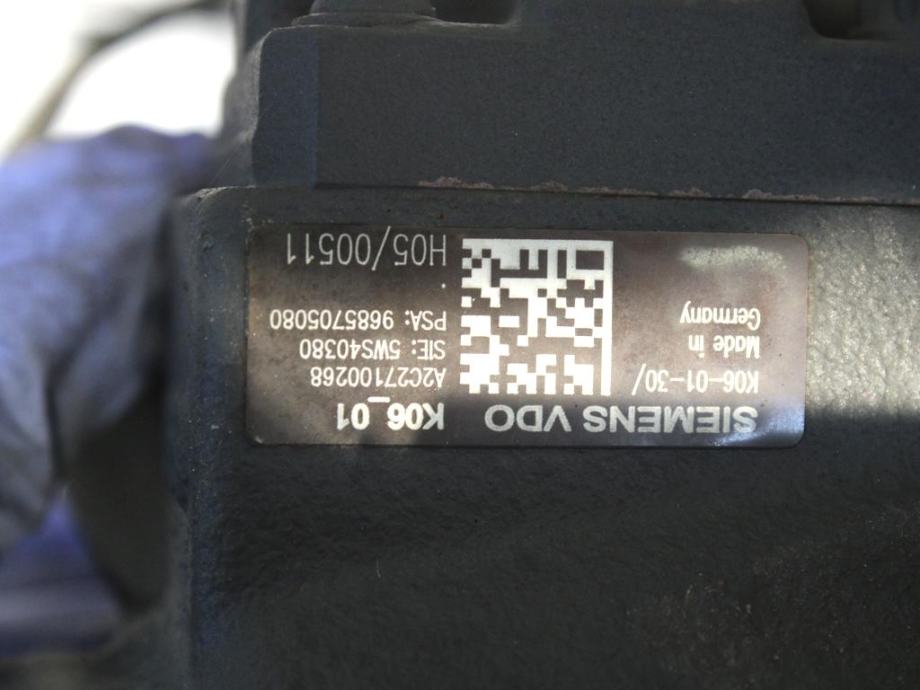 SIEMENS VDO
K06-01-30/
Made in
Germany
K06_01
A2C27100268
SIE: 5WS40380
PSA: 9685705080
H05/00511